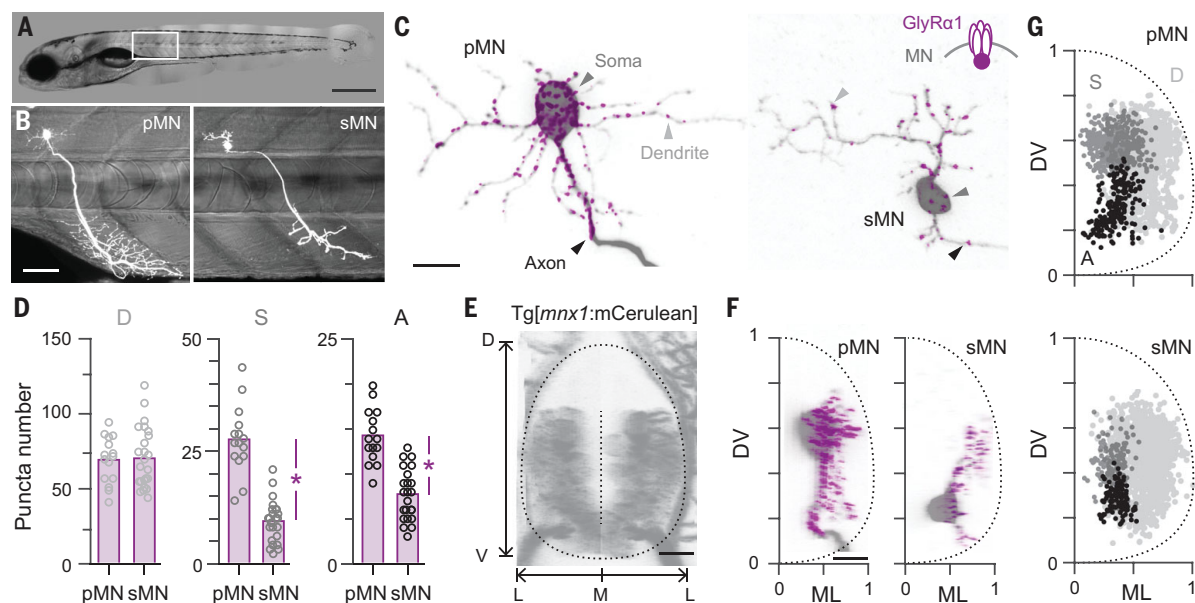 A
B
pMN
sMN
C
pMN
Soma
Dendrite
Axon
GlyRα1
MN
sMN
D
D
S
A
Puncta number
150
100
50
0
50
25
0
25
0
pMN sMN
pMN sMN
pMN sMN
E
Tg[mnx1:mCerulean]
D
V
L
M
L
F
pMN
sMN
DV
1
0
0
1
0
1
ML
G
pMN
S
D
A
DV
1
0
0
1
sMN
DV
1
0
0
1
ML